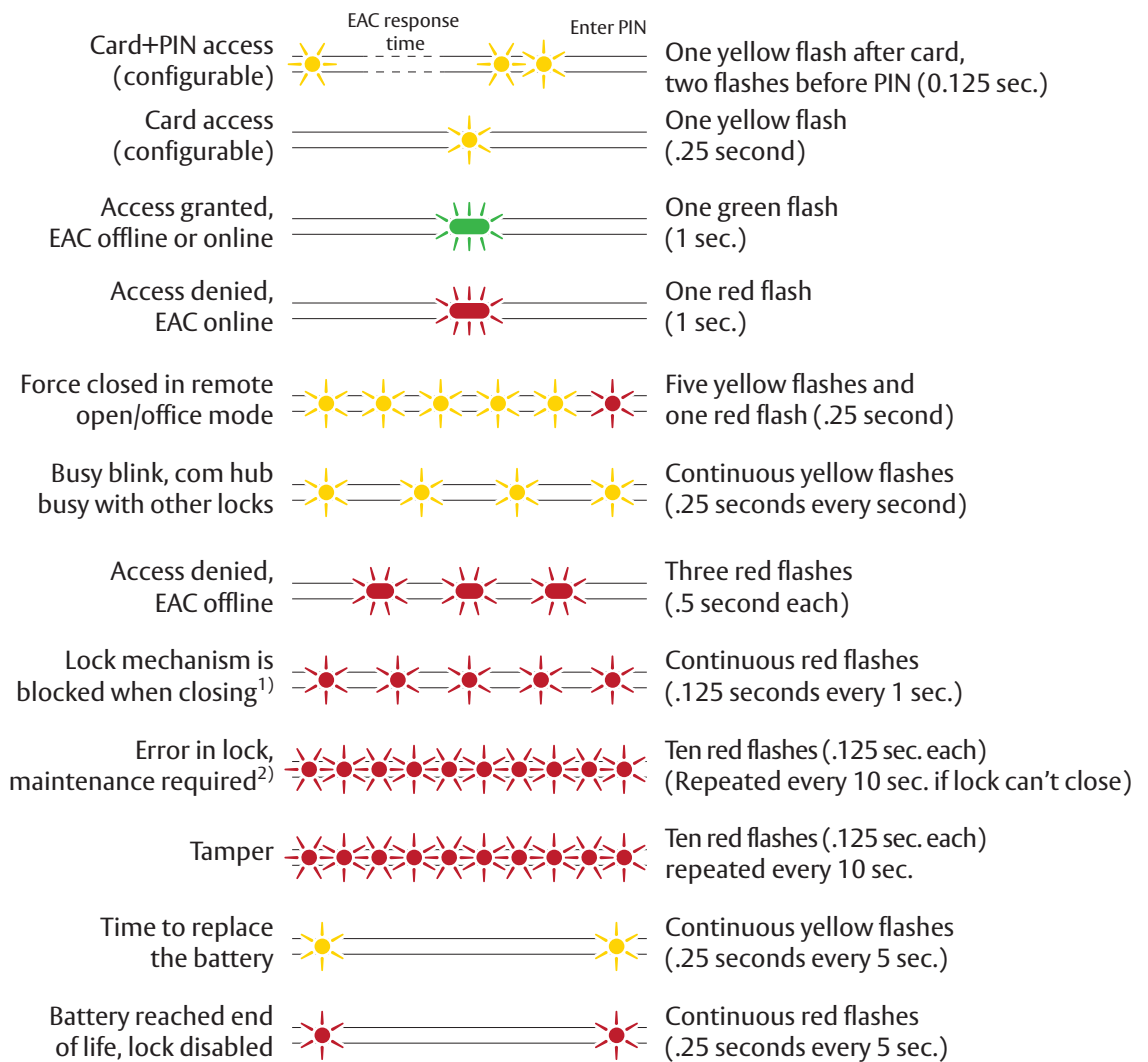 EAC response
time
Enter PIN
Card+PIN access
(configurable)
One yellow flash after card,
two flashes before PIN (0.125 sec.)
Card access
(configurable)
One yellow flash
(.25 second)
Access granted,
EAC offline or online
One green flash
(1 sec.)
Access denied,
EAC online
One red flash
(1 sec.)
Force closed in remote
open/office mode
Five yellow flashes and
one red flash (.25 second)
Busy blink, com hub
busy with other locks
Continuous yellow flashes
(.25 seconds every second)
Access denied,
EAC offline
Three red flashes
(.5 second each)
Lock mechanism is
blocked when closing1)
Continuous red flashes
(.125 seconds every 1 sec.)
Error in lock,
maintenance required2)
Ten red flashes (.125 sec. each)
(Repeated every 10 sec. if lock can't close)
Tamper
Ten red flashes (.125 sec. each)
repeated every 10 sec.
Time to replace
the battery
Continuous yellow flashes
(.25 seconds every 5 sec.)
Battery reached end
of life, lock disabled
Continuous red flashes
(.25 seconds every 5 sec.)